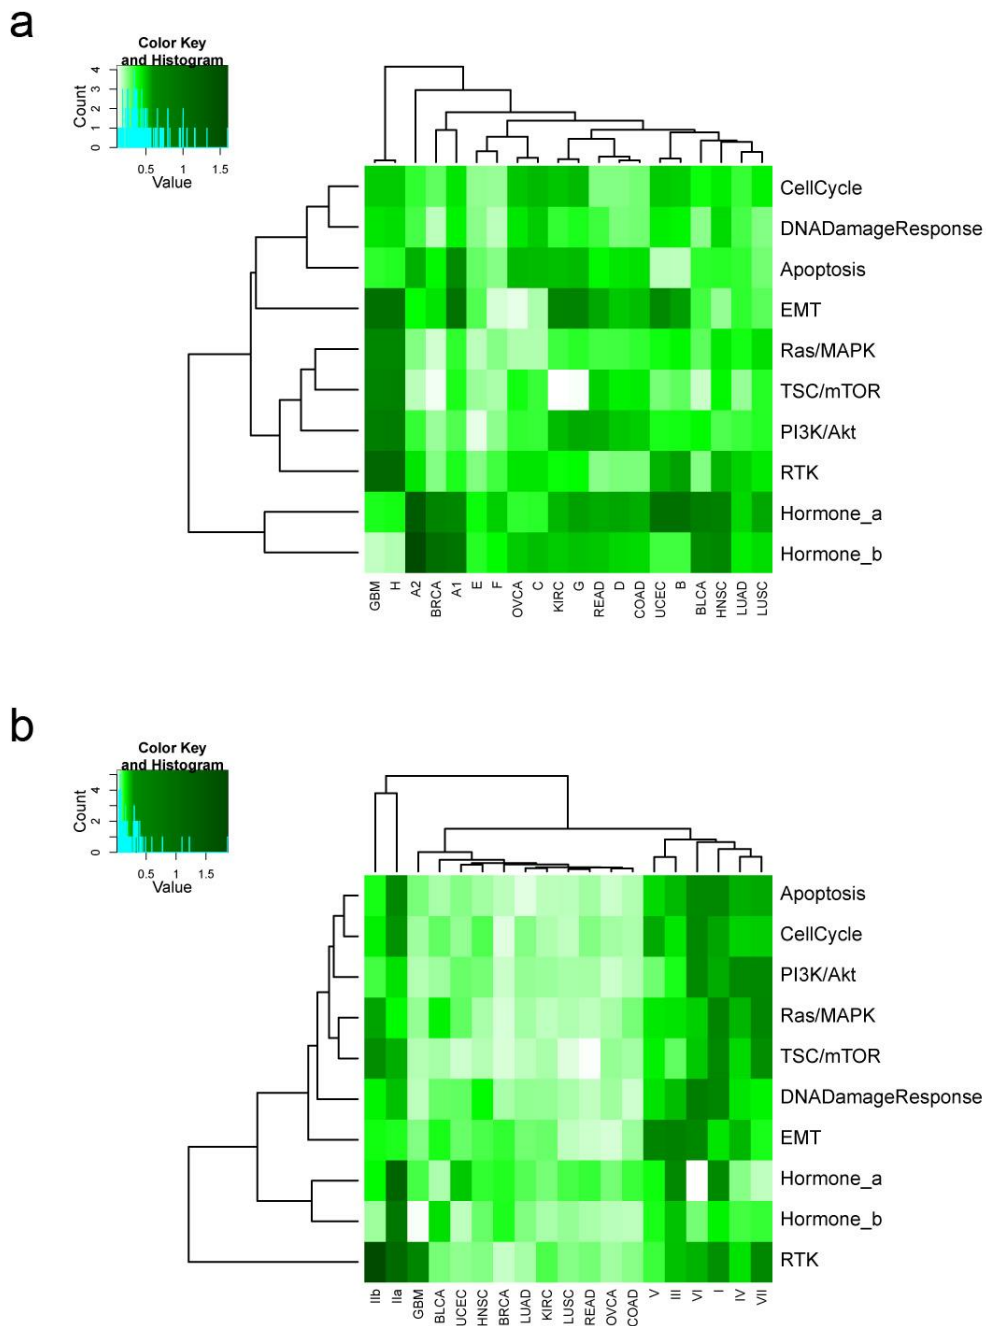 a
Color Key
and Histogram
Count
0 1 2 3 4
0.5 1 1.5
Value
CellCycle
DNADamageResponse
Apoptosis
EMT
Ras/MAPK
TSC/mTOR
PI3K/Akt
RTK
Hormone_a
Hormone_b
GBM H A2 BRCA A1 E F OVCA C KIRC G READ D COAD UCEC B BLCA HNSC LUAD LUSC
b
Color Key
and Histogram
Count
0 2 4
0.5 1 1.5
Value
Apoptosis
CellCycle
PI3K/Akt
Ras/MAPK
TSC/mTOR
DNADamageResponse
EMT
Hormone_a
Hormone_b
RTK
IIb IIa GBM BLCA UCEC HNSC BRCA LUAD KIRC LUSC READ OVCA COAD V III VI I IV VII